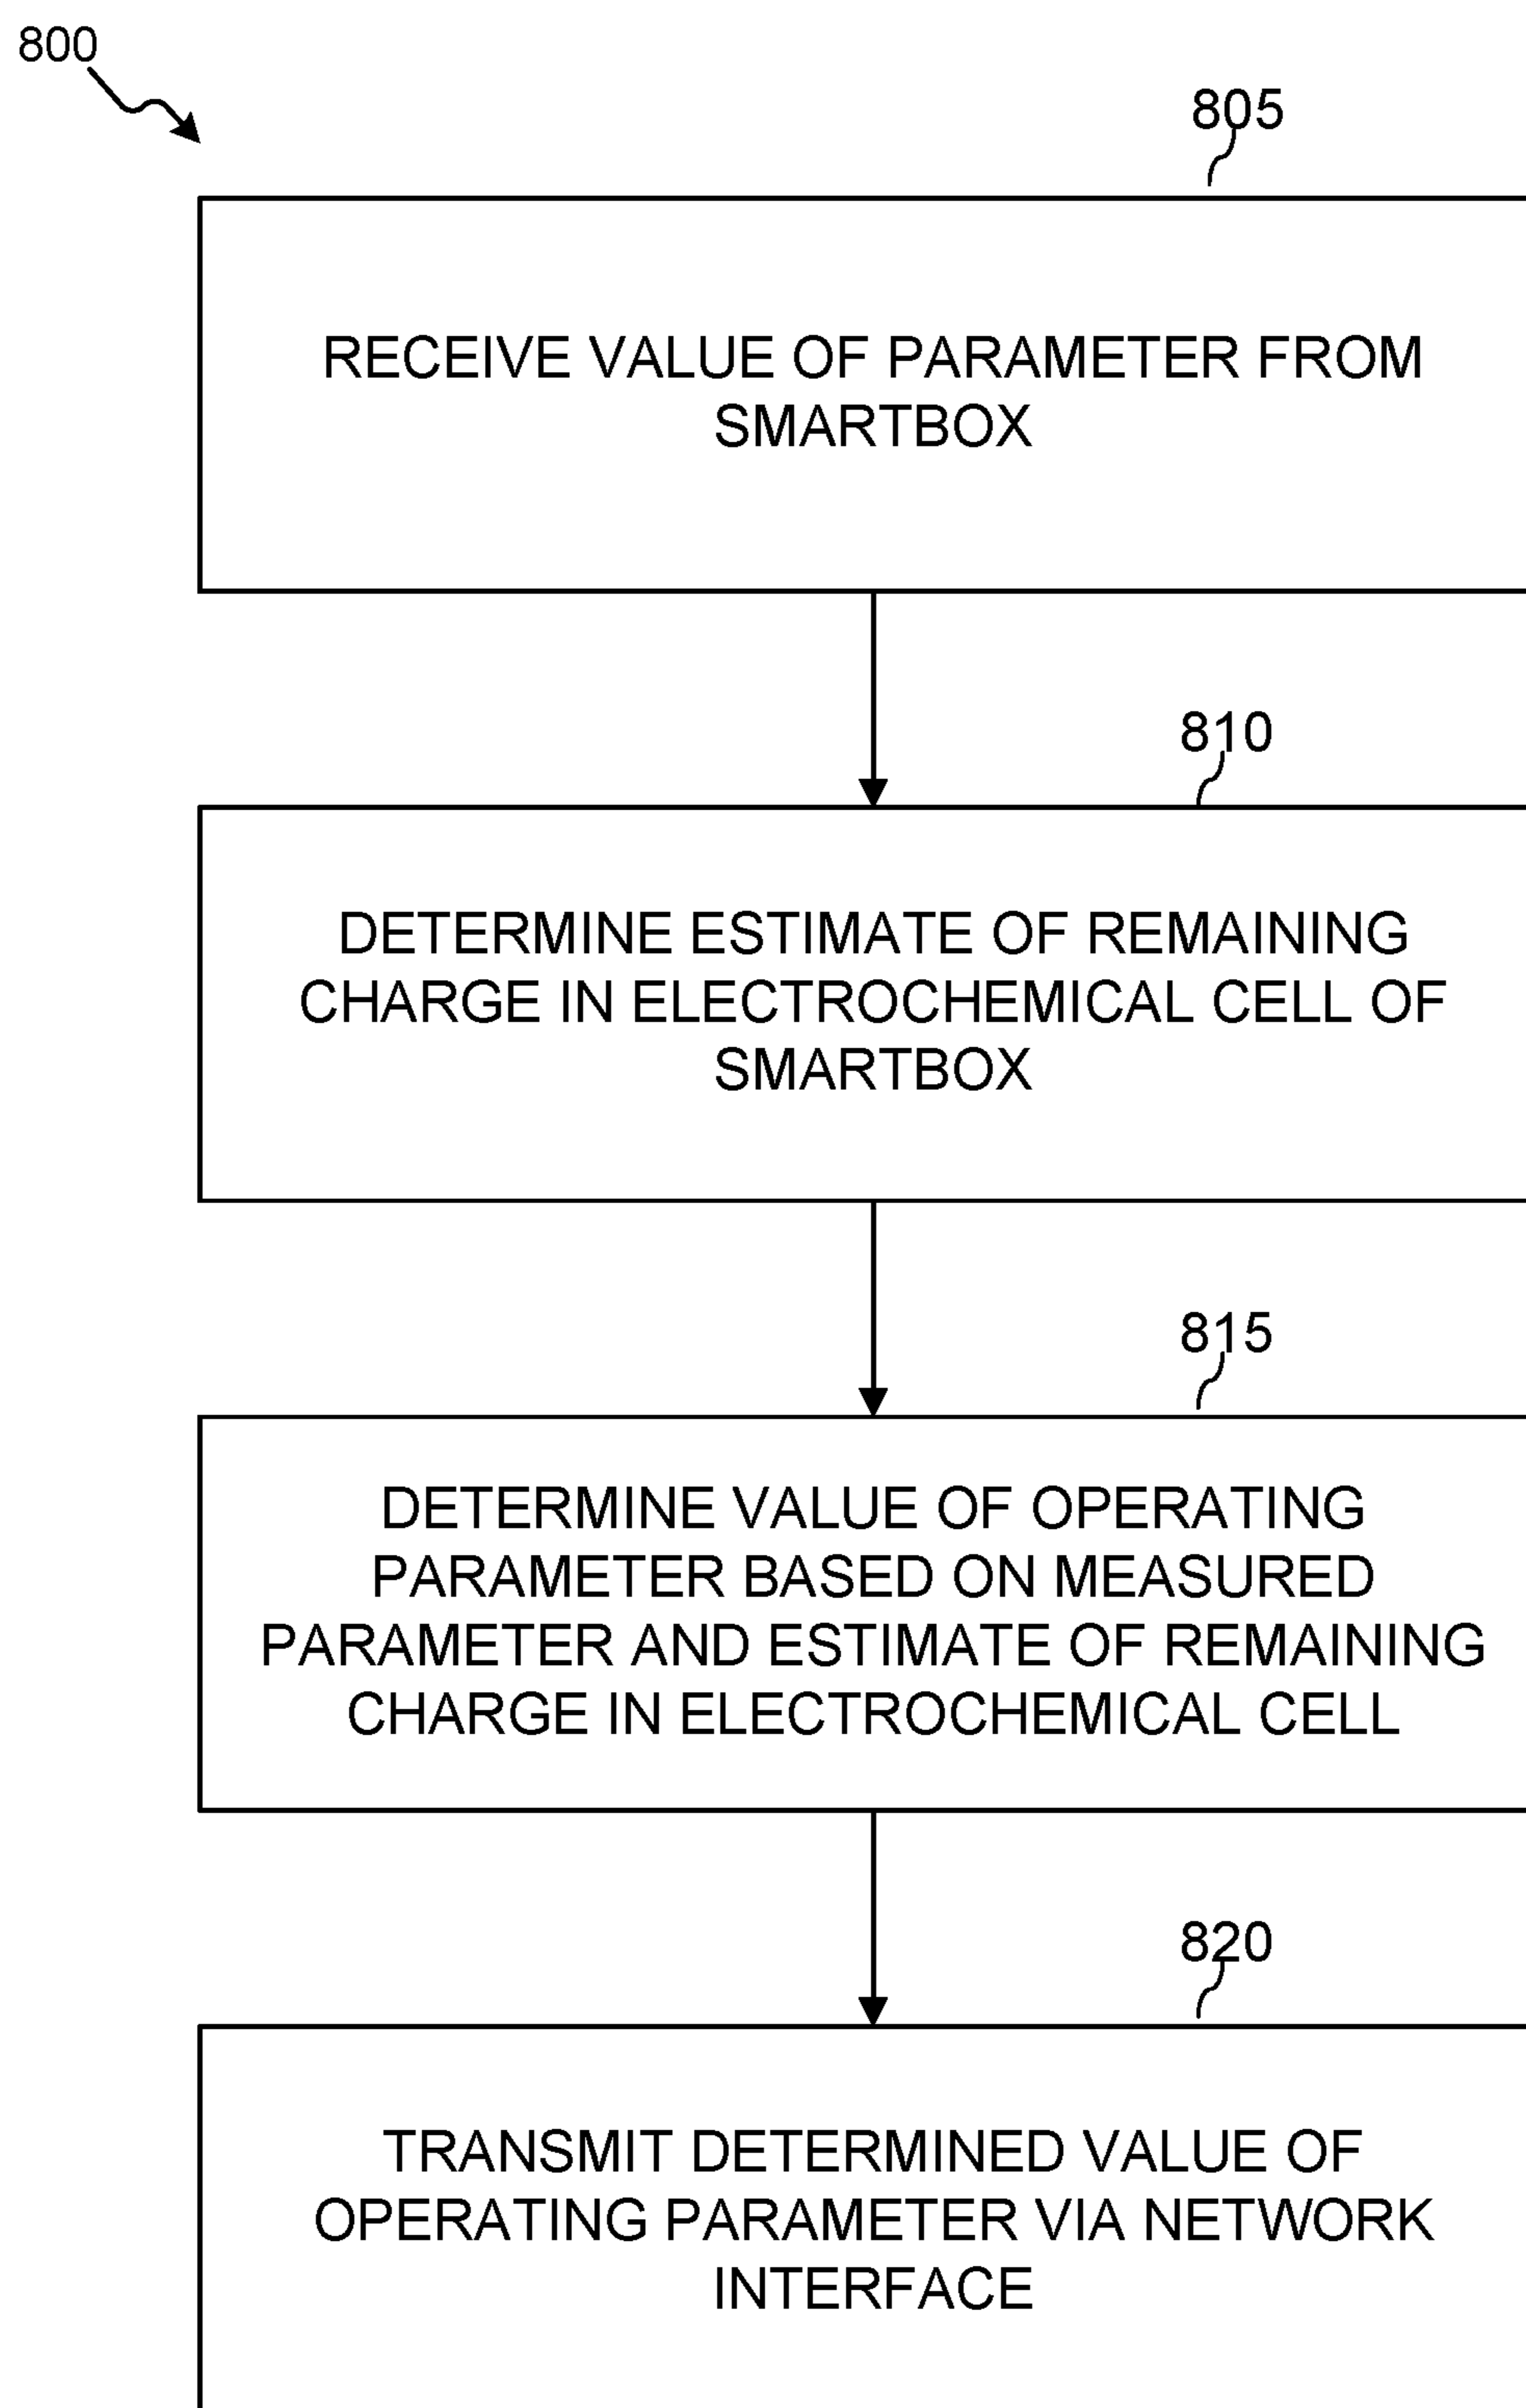 800
805
RECEIVE VALUE OF PARAMETER FROM
SMARTBOX
810
DETERMINE ESTIMATE OF REMAINING
CHARGE IN ELECTROCHEMICAL CELL OF
SMARTBOX
815
DETERMINE VALUE OF OPERATING
PARAMETER BASED ON MEASURED
PARAMETER AND ESTIMATE OF REMAINING
CHARGE IN ELECTROCHEMICAL CELL
820
TRANSMIT DETERMINED VALUE OF
OPERATING PARAMETER VIA NETWORK
INTERFACE